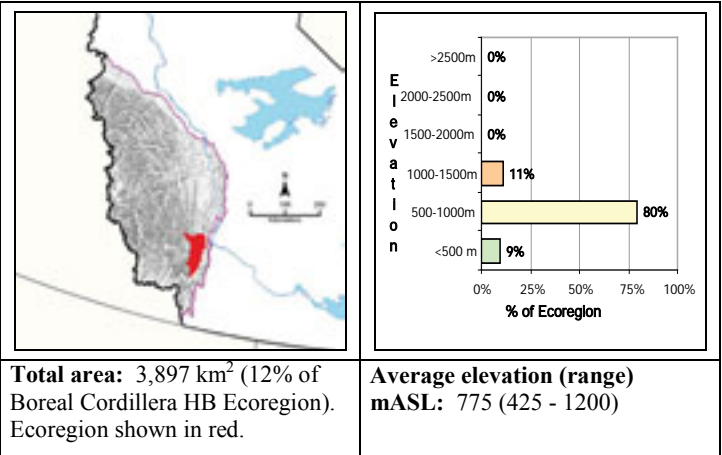 Elevation
>2500m 0%
2000-2500m 0%
1500-2000m 0%
1000-1500m 11%
500-1000m 80%
<500 m 9%
0% 25% 50% 75% 100%
% of Ecoregion
Total area: 3,897 km² (12% of
Boreal Cordillera HB Ecoregion).
Ecoregion shown in red.
Average elevation (range)
mASL: 775 (425 - 1200)